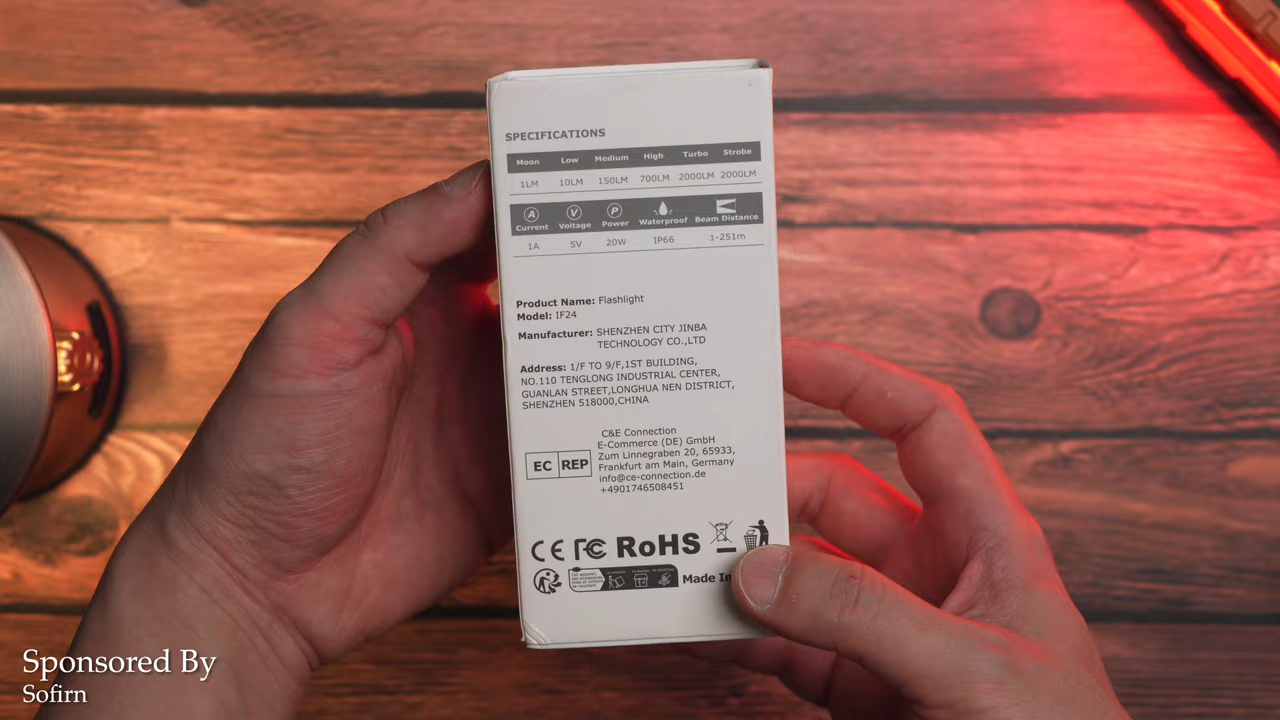 SPECIFICATIONS
Moon Low Medium High Turbo Strobe
1LM 10LM 150LM 700LM 2000LM 2000LM
A V P
Current Voltage Power Waterproof Beam Distance
1A 5V 20W IP66 1-251m
Product Name: Flashlight
Model: IF24
Manufacturer: SHENZHEN CITY JINBA
TECHNOLOGY CO.,LTD
Address: 1/F TO 9/F,1ST BUILDING,
NO.110 TENGLONG INDUSTRIAL CENTER,
GUANLAN STREET,LONGHUA NEN DISTRICT,
SHENZHEN 518000,CHINA
C&E Connection
E-Commerce (DE) GmbH
Zum Linnegraben 20, 65933,
EC REP
Frankfurt am Main, Germany
info@ce-connection.de
+4901746508451
CE FC RoHS
Made In
Sponsored By
Sofirn